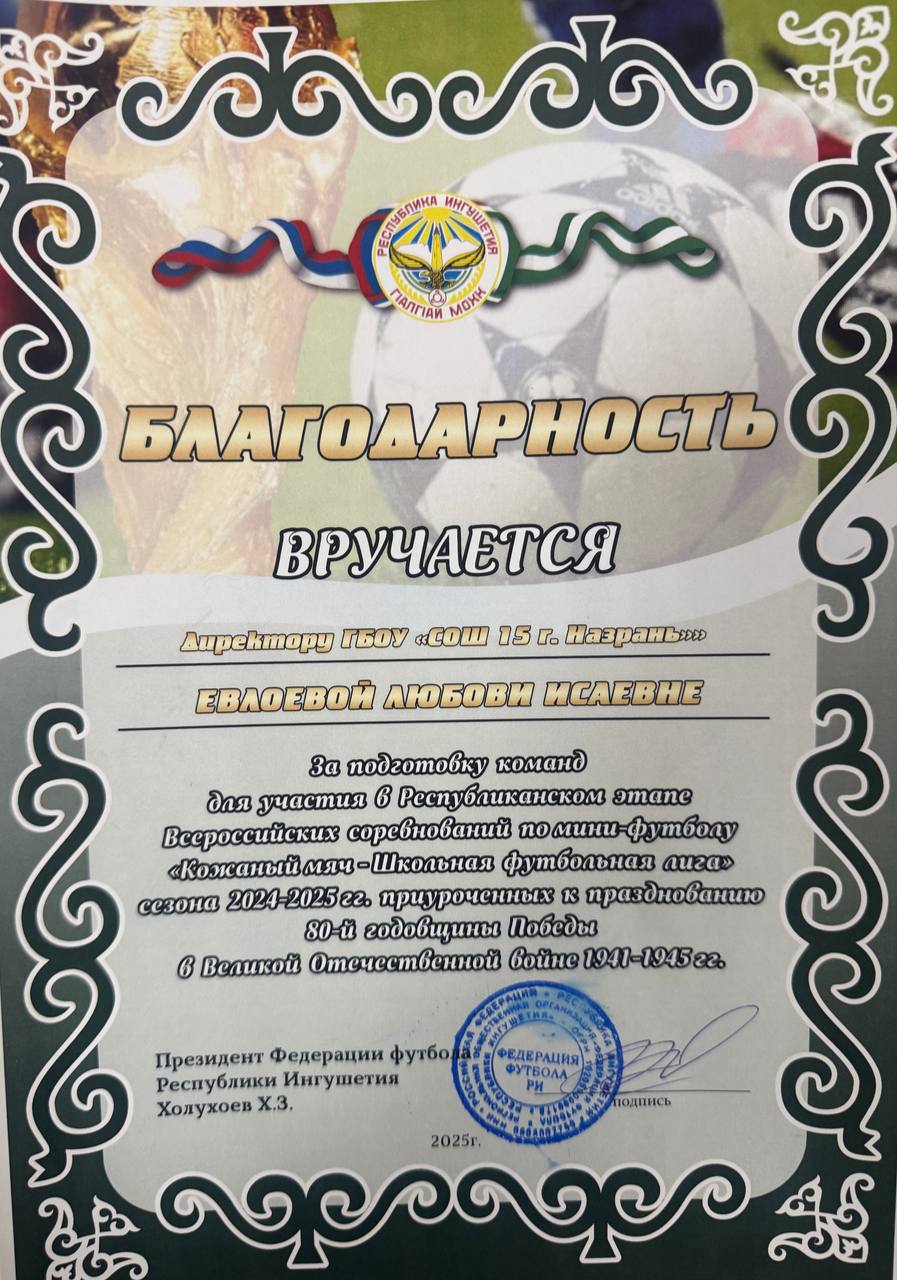 РЕСПУБЛИКА ИНГУШЕТИЯ
ГIАЛГIАЙ МОХК
adidas
БЛАГОДАРНОСТЬ
ВРУЧАЕТСЯ
Директору ГБОУ «СОШ 15 г. Назрань»»
ЕВЛОЕВОЙ ЛЮБОВИ ИСАЕВНЕ
За подготовку команд
для участия в Республиканском этапе
Всероссийских соревнований по мини-футболу
«Кожаный мяч - Школьная футбольная лига»
сезона 2024-2025 гг. приуроченных к празднованию
80-й годовщины Победы
в Великой Отечественной войне 1941-1945 гг.
Президент Федерации футбола
Республики Ингушетия
Холухоев Х.З.
ФЕДЕРАЦИЯ
ФУТБОЛА
РИ
подпись
2025г.